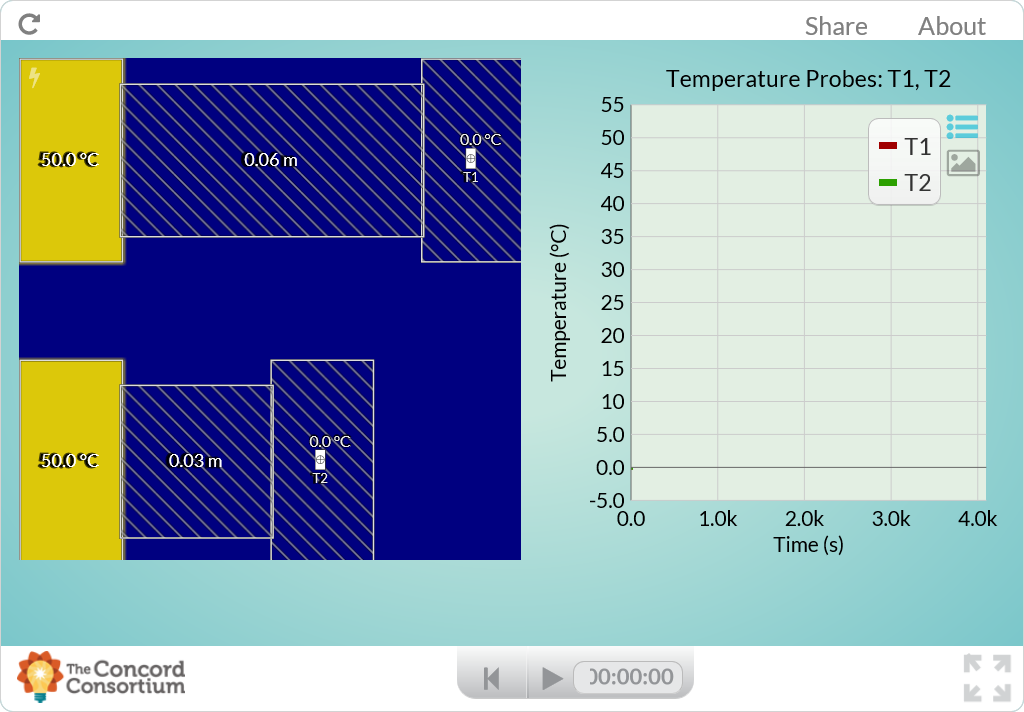 Share About
50.0 °C
0.06 m
0.0 °C
T1
50.0 °C
0.03 m
0.0 °C
T2
Temperature Probes: T1, T2
T1
T2
Temperature (°C)
55
50
45
40
35
30
25
20
15
10
5.0
0.0
-5.0
0.0 1.0k 2.0k 3.0k 4.0k
Time (s)
The Concord
Consortium
00:00:00